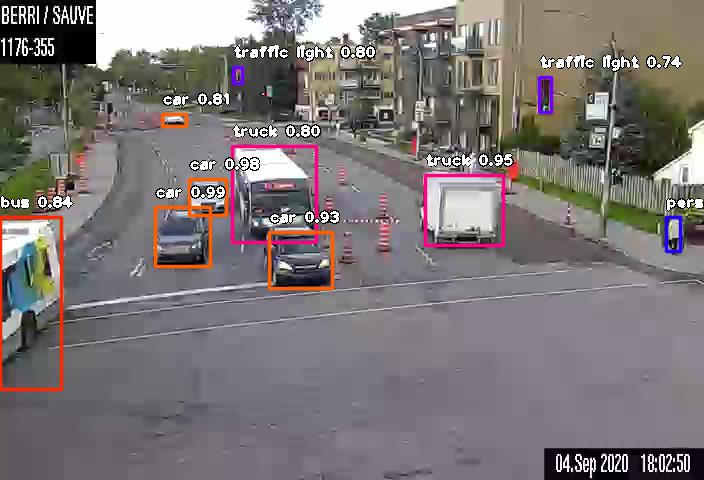 BERRI / SAUVE
1176-355
traffic light 0.80
traffic light 0.74
car 0.81
truck 0.80
car 0.98
truck 0.95
car 0.99
bus 0.84
car 0.93
pers
04.Sep 2020 18:02:50